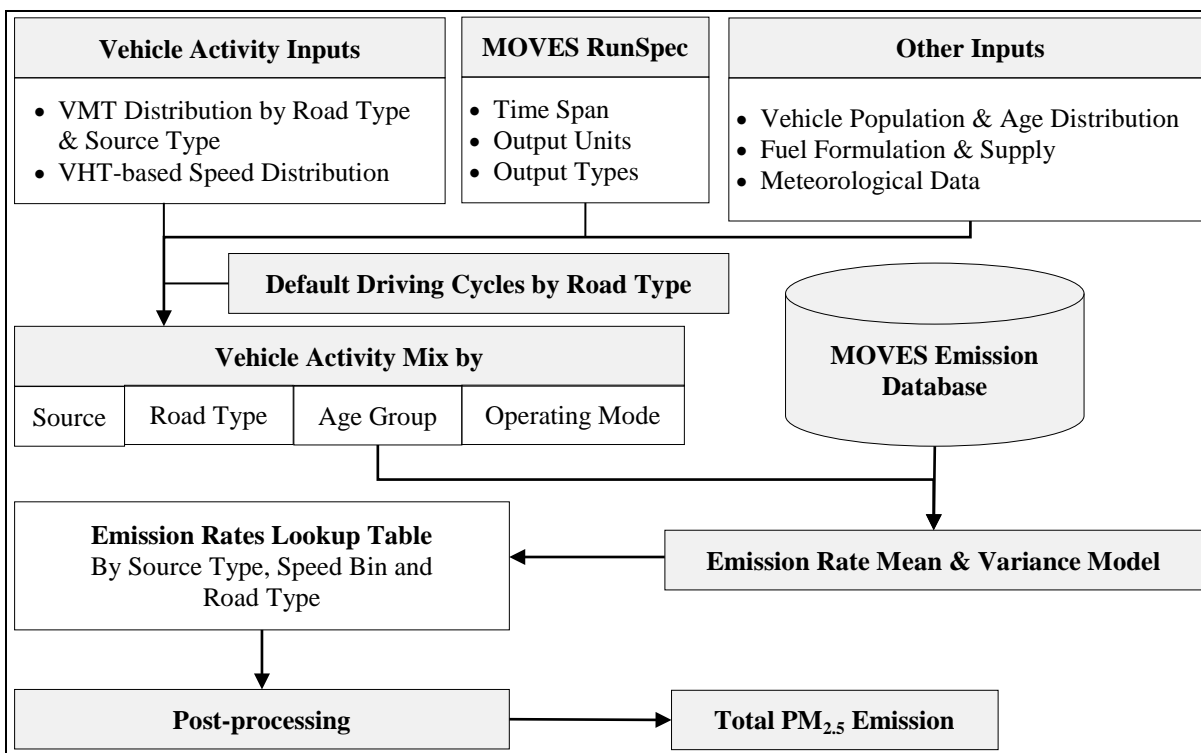 Vehicle Activity Inputs
• VMT Distribution by Road Type
& Source Type
• VHT-based Speed Distribution
MOVES RunSpec
• Time Span
• Output Units
• Output Types
Other Inputs
• Vehicle Population & Age Distribution
• Fuel Formulation & Supply
• Meteorological Data
Default Driving Cycles by Road Type
Vehicle Activity Mix by
Source
Road Type
Age Group
Operating Mode
MOVES Emission
Database
Emission Rates Lookup Table
By Source Type, Speed Bin and
Road Type
Emission Rate Mean & Variance Model
Post-processing
Total PM2.5 Emission